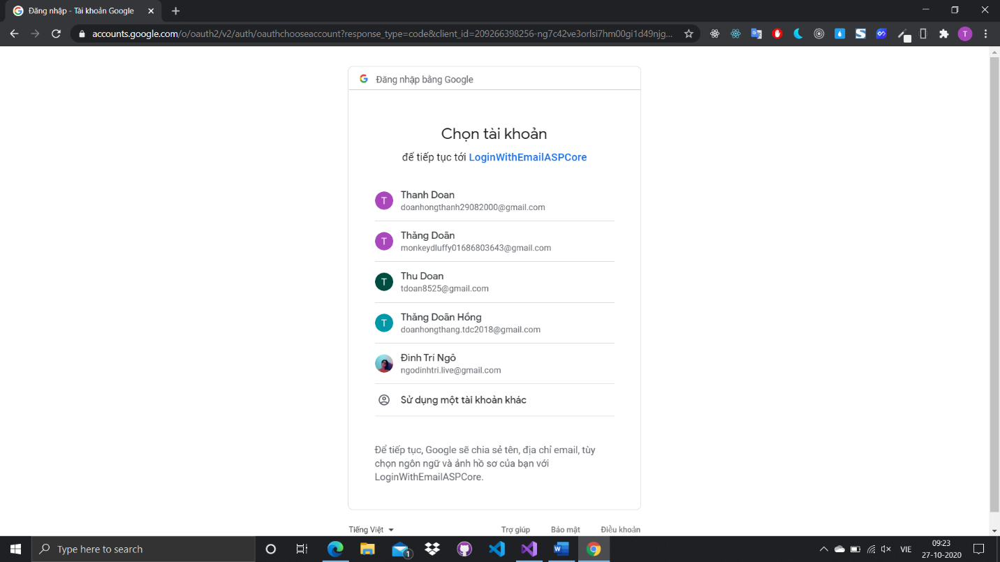 Đăng nhập - Tài khoản Google
accounts.google.com/o/oauth2/v2/auth/oauthchooseaccount?response_type=code&client_id=209266398256-ng7c42ve3orlsi7hm00gi1d49njg...
T
Đăng nhập bằng Google
Chọn tài khoản
để tiếp tục tới LoginWithEmailASPCore
T
Thanh Doan
doanhongthanh29082000@gmail.com
T
Thăng Doãn
monkeydluffy01686803643@gmail.com
T
Thu Doan
tdoan8525@gmail.com
T
Thăng Doãn Hồng
doanhongthang.tdc2018@gmail.com
Đình Trí Ngô
ngodinhtri.live@gmail.com
Sử dụng một tài khoản khác
Để tiếp tục, Google sẽ chia sẻ tên, địa chỉ email, tùy
chọn ngôn ngữ và ảnh hồ sơ của bạn với
LoginWithEmailASPCore.
Tiếng Việt
Trợ giúp
Bảo mật
Điều khoản
Type here to search
1
VIE
09:23
27-10-2020